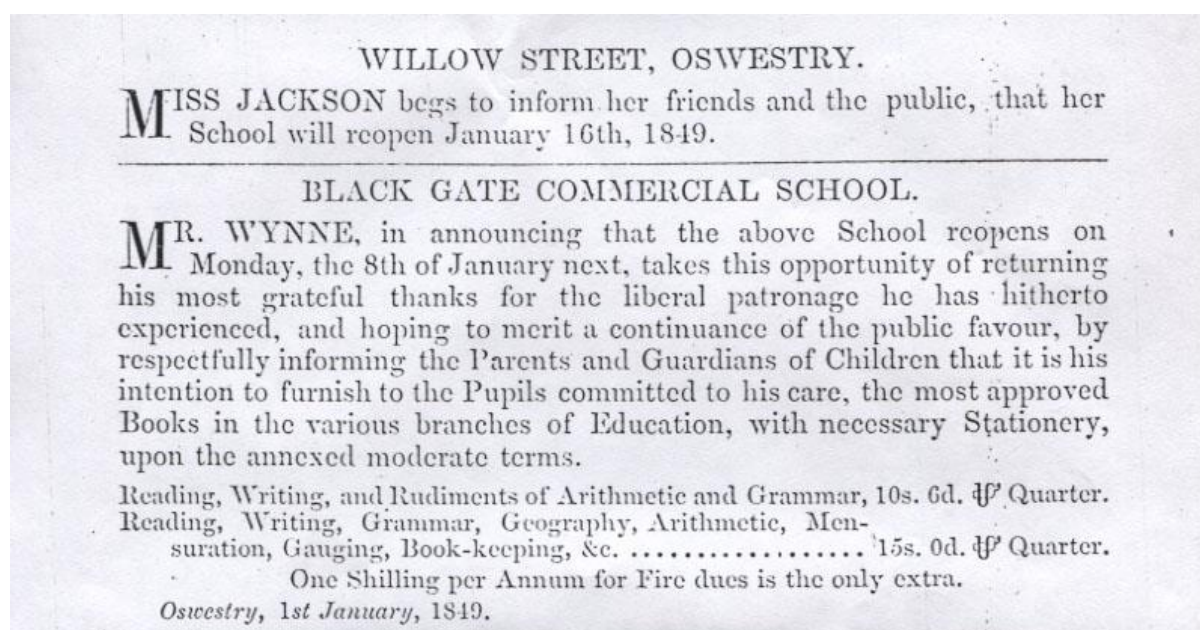 WILLOW STREET, OSWESTRY.
MISS JACKSON begs to inform her friends and the public, that her
School will reopen January 16th, 1849.
BLACK GATE COMMERCIAL SCHOOL.
MR. WYNNE, in announcing that the above School reopens on
Monday, the 8th of January next, takes this opportunity of returning
his most grateful thanks for the liberal patronage he has hitherto
experienced, and hoping to merit a continuance of the public favour, by
respectfully informing the Parents and Guardians of Children that it is his
intention to furnish to the Pupils committed to his care, the most approved
Books in the various branches of Education, with necessary Stationery,
upon the annexed moderate terms.
Reading, Writing, and Rudiments of Arithmetic and Grammar, 10s. 6d. ⅌ Quarter.
Reading, Writing, Grammar, Geography, Arithmetic, Men-
suration, Gauging, Book-keeping, &c. .................. 15s. 0d. ⅌ Quarter.
One Shilling per Annum for Fire dues is the only extra.
Oswestry, 1st January, 1849.